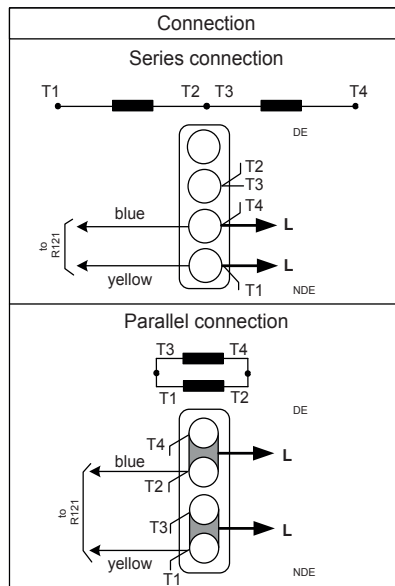 Connection
Series connection
T1 T2 T3 T4
DE
T2
T3
T4
blue
L
to
R121
L
yellow
T1
NDE
Parallel connection
T3 T4
T1 T2
DE
T4
L
blue
T2
to
R121
T3
L
yellow
T1
NDE